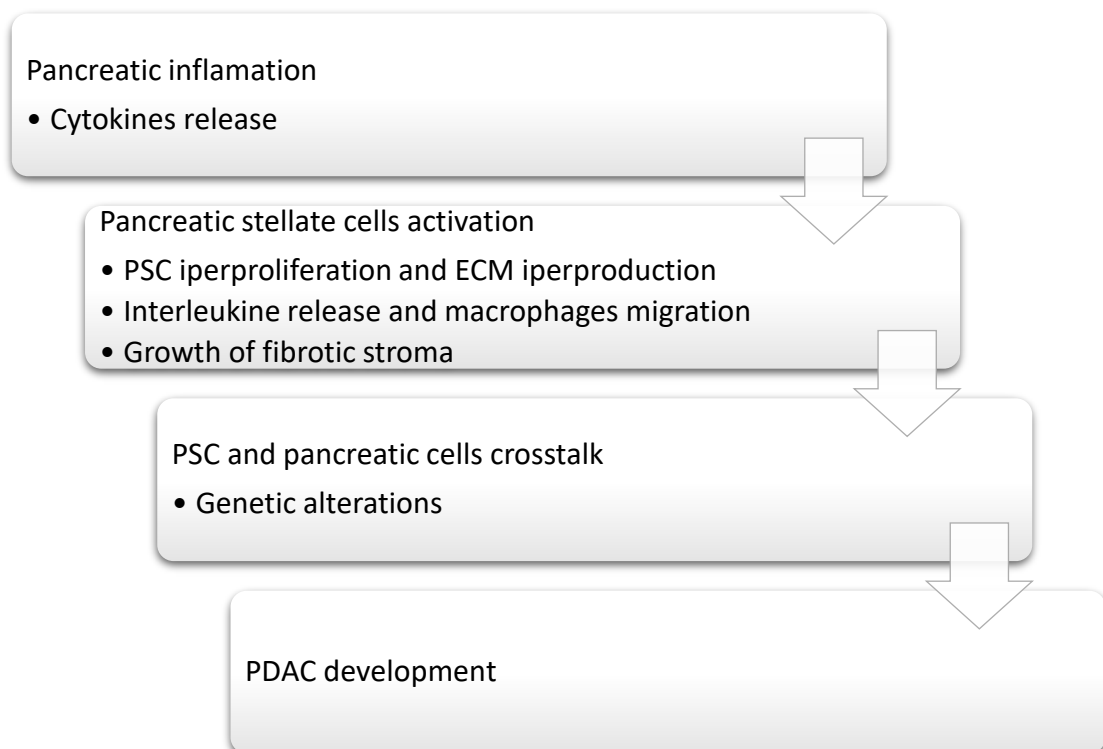 Pancreatic inflamation
• Cytokines release
Pancreatic stellate cells activation
• PSC iperproliferation and ECM iperproduction
• Interleukine release and macrophages migration
• Growth of fibrotic stroma
PSC and pancreatic cells crosstalk
• Genetic alterations
PDAC development